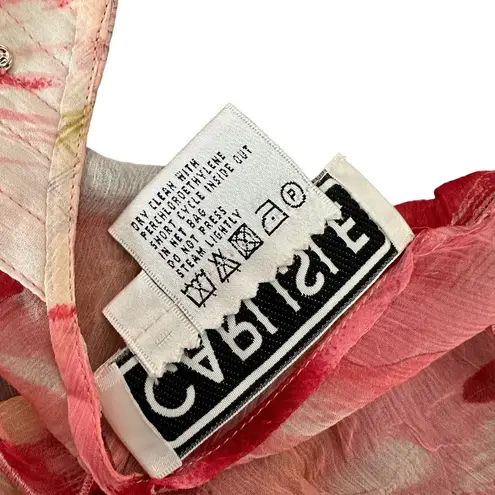 DRY CLEAN WITH
PERCHLOROETHYLENE
SHORT CYCLE INSIDE OUT
IN NET BAG
DO NOT PRESS
STEAM LIGHTLY
CARLISLE